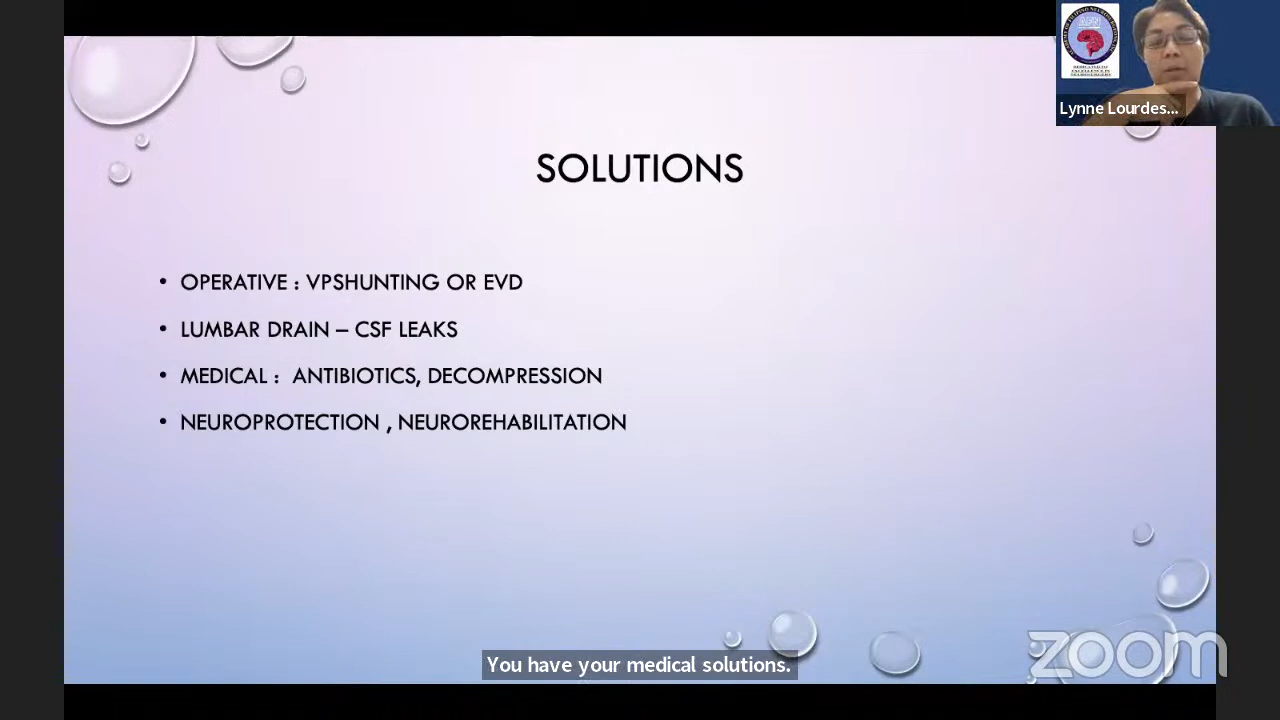 AFN
Lynne Lourdes...
SOLUTIONS
• OPERATIVE : VPSHUNTING OR EVD
• LUMBAR DRAIN – CSF LEAKS
• MEDICAL : ANTIBIOTICS, DECOMPRESSION
• NEUROPROTECTION , NEUROREHABILITATION
You have your medical solutions.
zoom